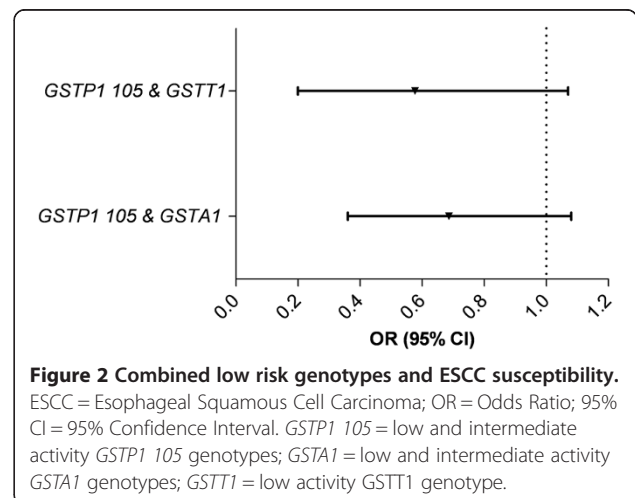 GSTP1 105 & GSTT1
GSTP1 105 & GSTA1
0.0 0.2 0.4 0.6 0.8 1.0 1.2
OR (95% CI)
Figure 2 Combined low risk genotypes and ESCC susceptibility.
ESCC = Esophageal Squamous Cell Carcinoma; OR = Odds Ratio; 95%
CI = 95% Confidence Interval. GSTP1 105 = low and intermediate
activity GSTP1 105 genotypes; GSTA1 = low and intermediate activity
GSTA1 genotypes; GSTT1 = low activity GSTT1 genotype.